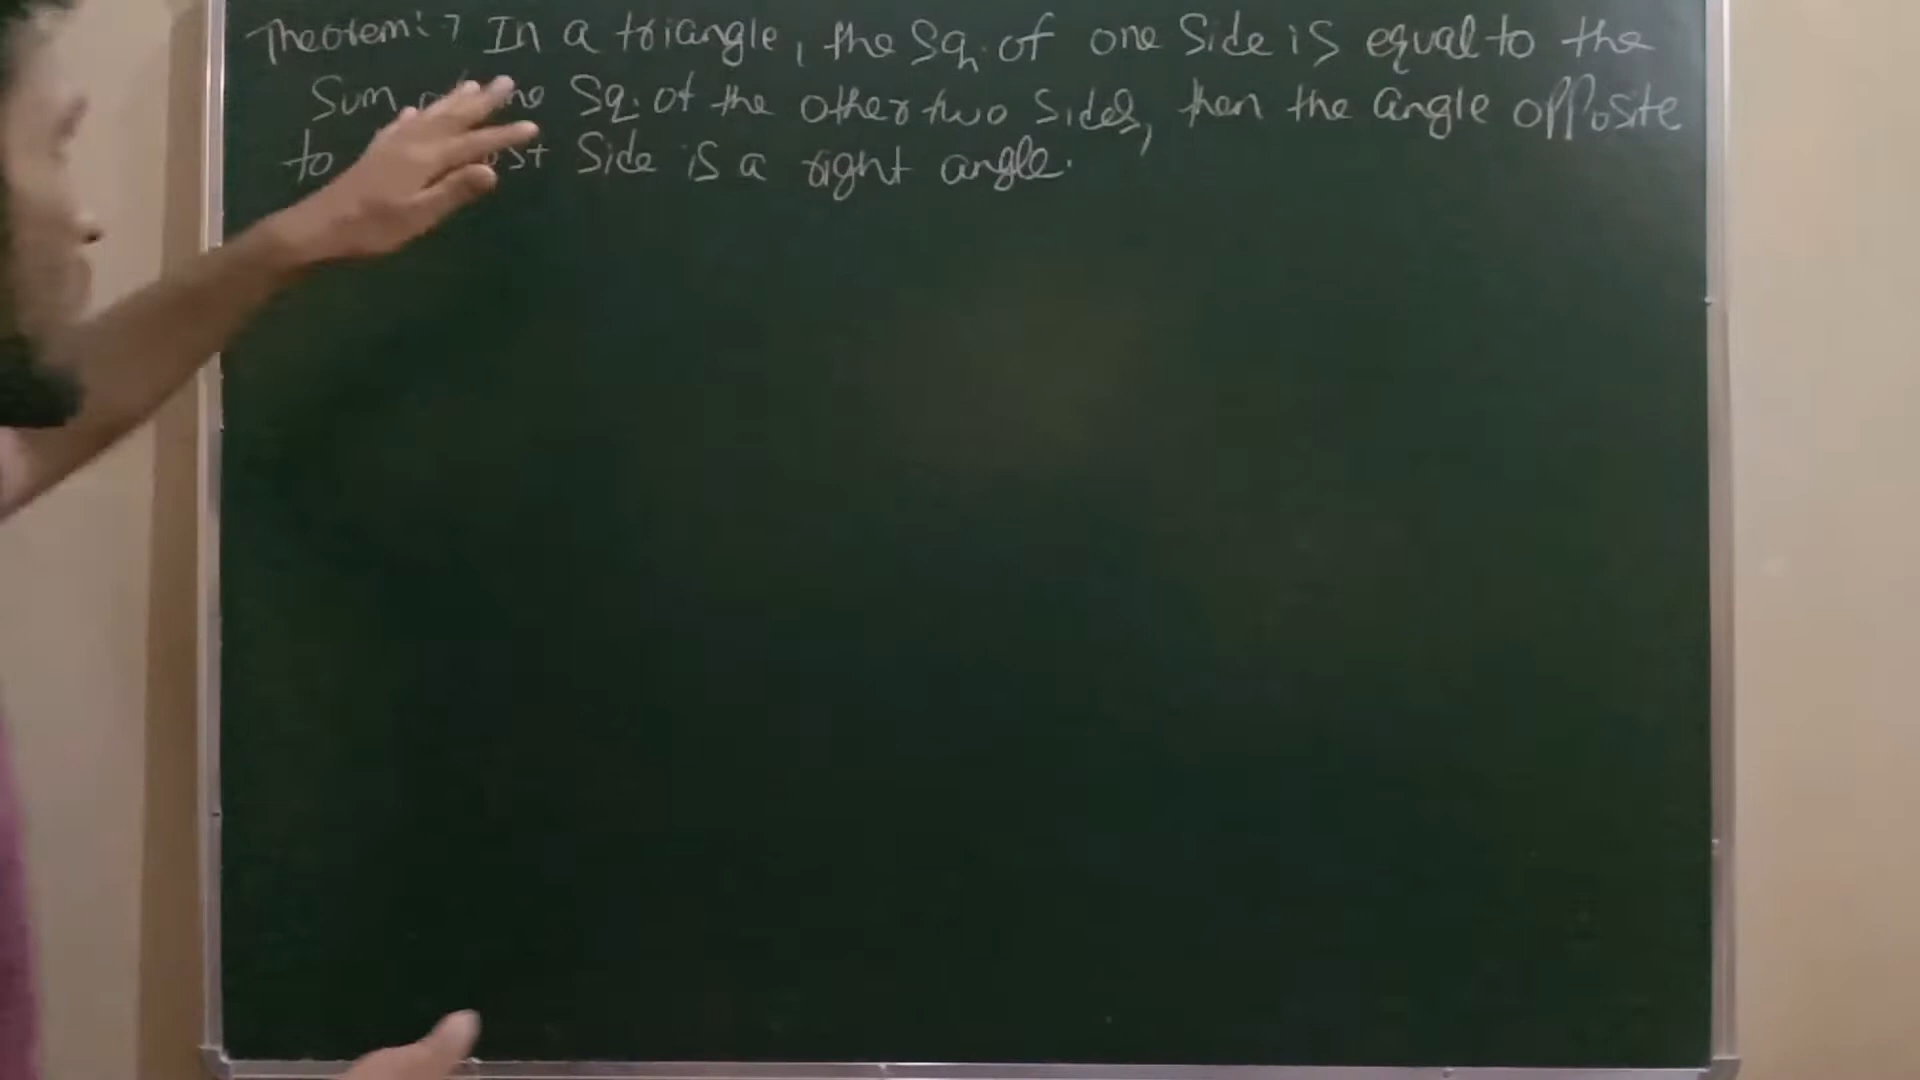 Theorem:7 In a triangle, the Sq. of one Side is equal to the
Sum Sq. of the other two Sides, then the angle opposite
to Side is a right angle.